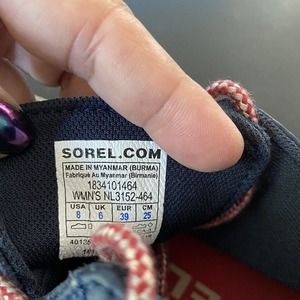 SOREL.COM
MADE IN MYANMAR (BURMA)
Fabriqué Au Myanmar (Birmanie)
1834101464
WMN'S NL3152-464
USA UK EUR CM
8 6 39 25